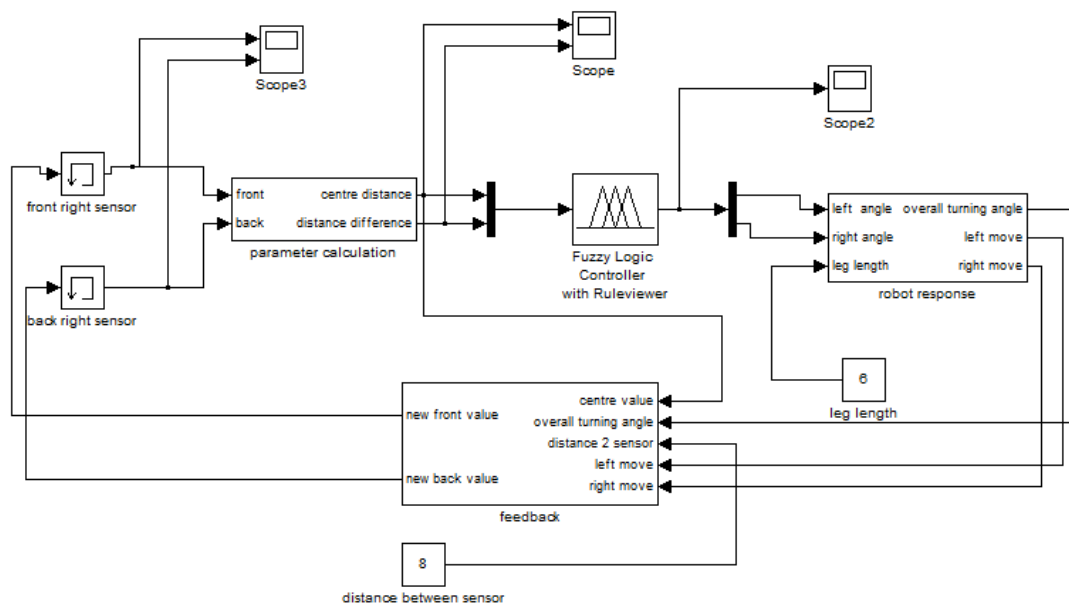 Scope3
Scope
Scope2
front right sensor
front
back
centre distance
distance difference
parameter calculation
back right sensor
Fuzzy Logic
Controller
with Ruleviewer
left angle
right angle
leg length
overall turning angle
left move
right move
robot response
6
leg length
new front value
new back value
centre value
overall turning angle
distance 2 sensor
left move
right move
feedback
8
distance between sensor